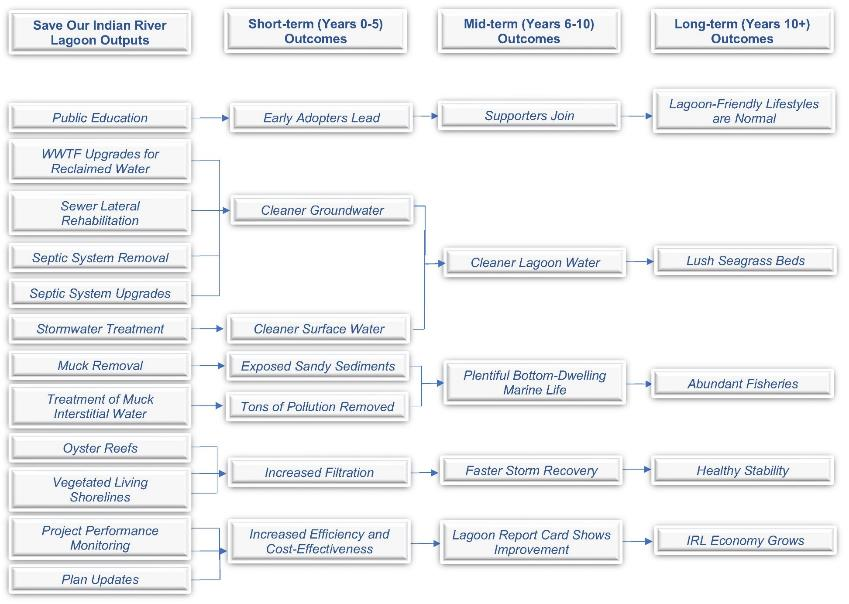 Save Our Indian River
Lagoon Outputs
Short-term (Years 0-5)
Outcomes
Mid-term (Years 6-10)
Outcomes
Long-term (Years 10+)
Outcomes
Public Education
Early Adopters Lead
Supporters Join
Lagoon-Friendly Lifestyles
are Normal
WWTF Upgrades for
Reclaimed Water
Sewer Lateral
Rehabilitation
Septic System Removal
Septic System Upgrades
Cleaner Groundwater
Stormwater Treatment
Cleaner Surface Water
Cleaner Lagoon Water
Lush Seagrass Beds
Muck Removal
Exposed Sandy Sediments
Treatment of Muck
Interstitial Water
Tons of Pollution Removed
Plentiful Bottom-Dwelling
Marine Life
Abundant Fisheries
Oyster Reefs
Vegetated Living
Shorelines
Increased Filtration
Faster Storm Recovery
Healthy Stability
Project Performance
Monitoring
Plan Updates
Increased Efficiency and
Cost-Effectiveness
Lagoon Report Card Shows
Improvement
IRL Economy Grows